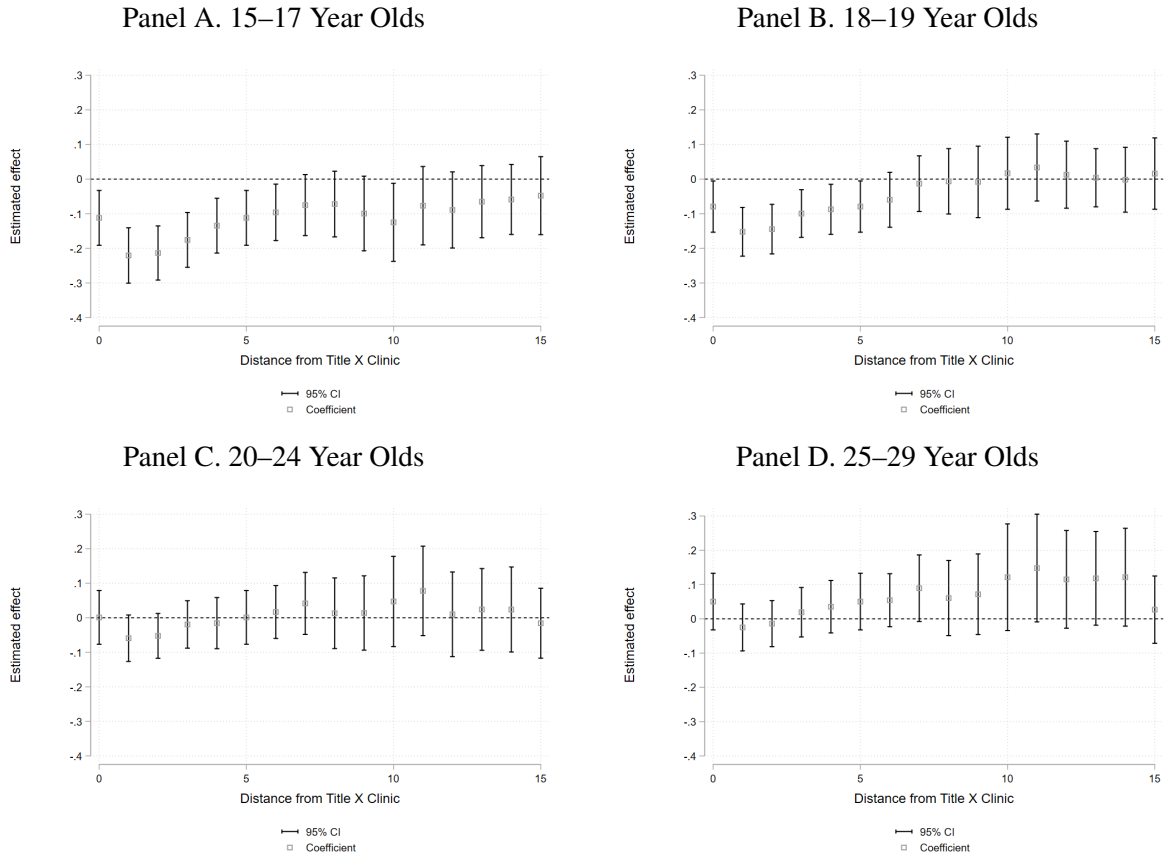 Panel A. 15–17 Year Olds
Estimated effect
.3
.2
.1
0
-.1
-.2
-.3
-.4
0 5 10 15
Distance from Title X Clinic
95% CI
Coefficient
Panel B. 18–19 Year Olds
Estimated effect
.3
.2
.1
0
-.1
-.2
-.3
-.4
0 5 10 15
Distance from Title X Clinic
95% CI
Coefficient
Panel C. 20–24 Year Olds
Estimated effect
.3
.2
.1
0
-.1
-.2
-.3
-.4
0 5 10 15
Distance from Title X Clinic
95% CI
Coefficient
Panel D. 25–29 Year Olds
Estimated effect
.3
.2
.1
0
-.1
-.2
-.3
-.4
0 5 10 15
Distance from Title X Clinic
95% CI
Coefficient